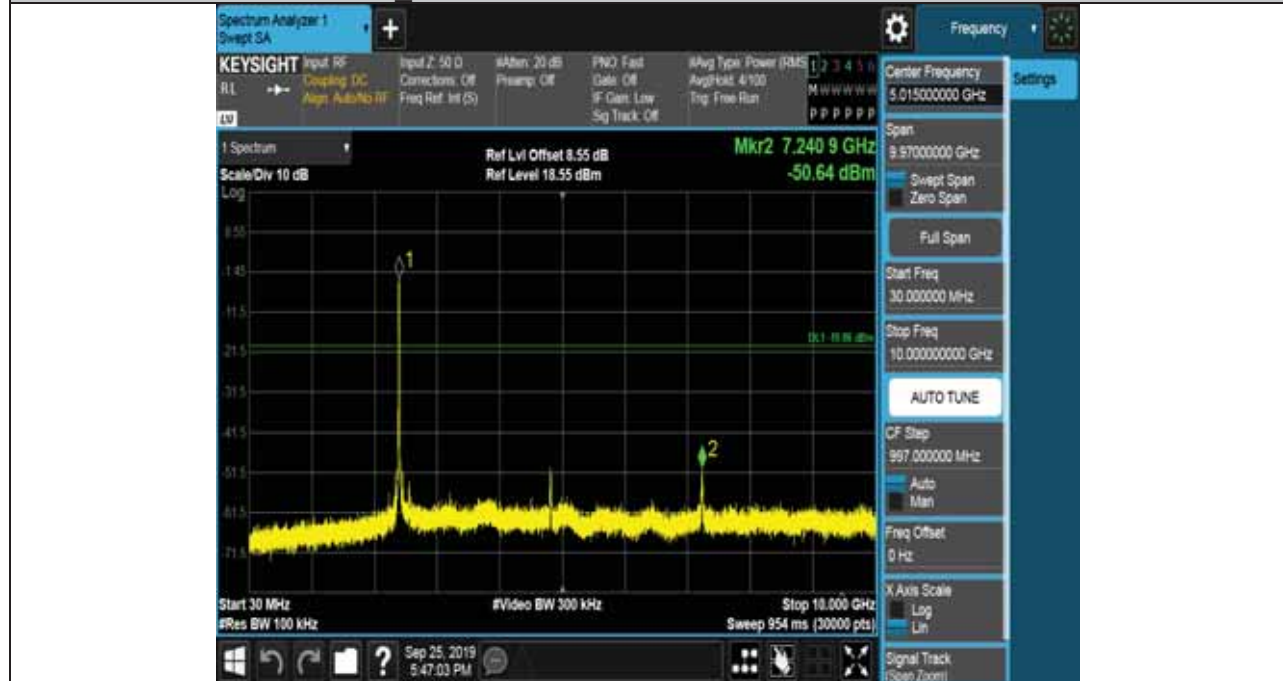 Spectrum Analyzer 1
Swept SA
+
Frequency
KEYSIGHT
RL
LV
Input: RF
Coupling: DC
Align: Auto/No RF
Input Z: 50 Ω
Corrections: Off
Freq Ref: Int (S)
#Atten: 20 dB
Preamp: Off
PNO: Fast
Gate: Off
IF Gain: Low
Sig Track: Off
#Avg Type: Power (RMS
Avg|Hold: 4/100
Trig: Free Run
1 2 3 4 5 6
M W W W W W
P P P P P P
1 Spectrum
Scale/Div 10 dB
Log
Ref Lvl Offset 8.55 dB
Ref Level 18.55 dBm
Mkr2 7.240 9 GHz
-50.64 dBm
8.55
-1.45
-11.5
-21.5
-31.5
-41.5
-51.5
-61.5
-71.5
1
2
Start 30 MHz
#Res BW 100 kHz
#Video BW 300 kHz
Stop 10.000 GHz
Sweep 954 ms (30000 pts)
?
Sep 25, 2019
5:47:03 PM
Center Frequency
5.015000000 GHz
Settings
Span
9.97000000 GHz
Swept Span
Zero Span
Full Span
Start Freq
30.000000 MHz
Stop Freq
10.000000000 GHz
AUTO TUNE
CF Step
997.000000 MHz
Auto
Man
Freq Offset
0 Hz
X Axis Scale
Log
Lin
Signal Track
(Span Zoom)